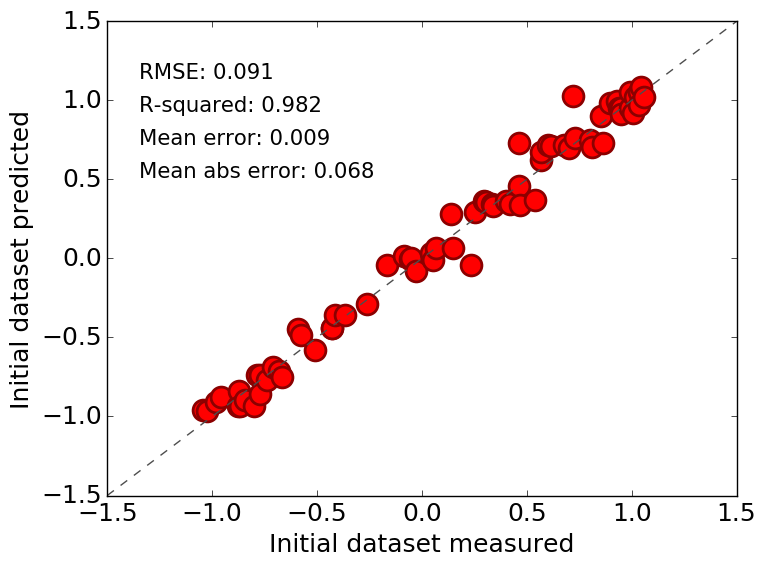 1.5
1.0
0.5
0.0
−0.5
−1.0
−1.5
Initial dataset predicted
RMSE: 0.091
R-squared: 0.982
Mean error: 0.009
Mean abs error: 0.068
−1.5 −1.0 −0.5 0.0 0.5 1.0 1.5
Initial dataset measured